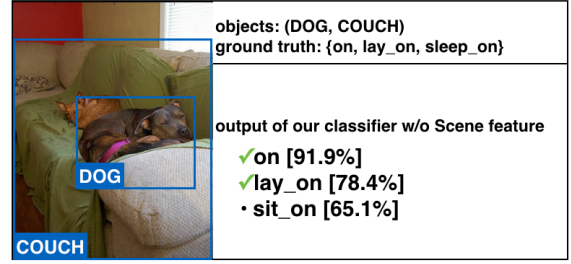 objects: (DOG, COUCH)
ground truth: {on, lay_on, sleep_on}
output of our classifier w/o Scene feature
✓on [91.9%]
✓lay_on [78.4%]
• sit_on [65.1%]
DOG
COUCH